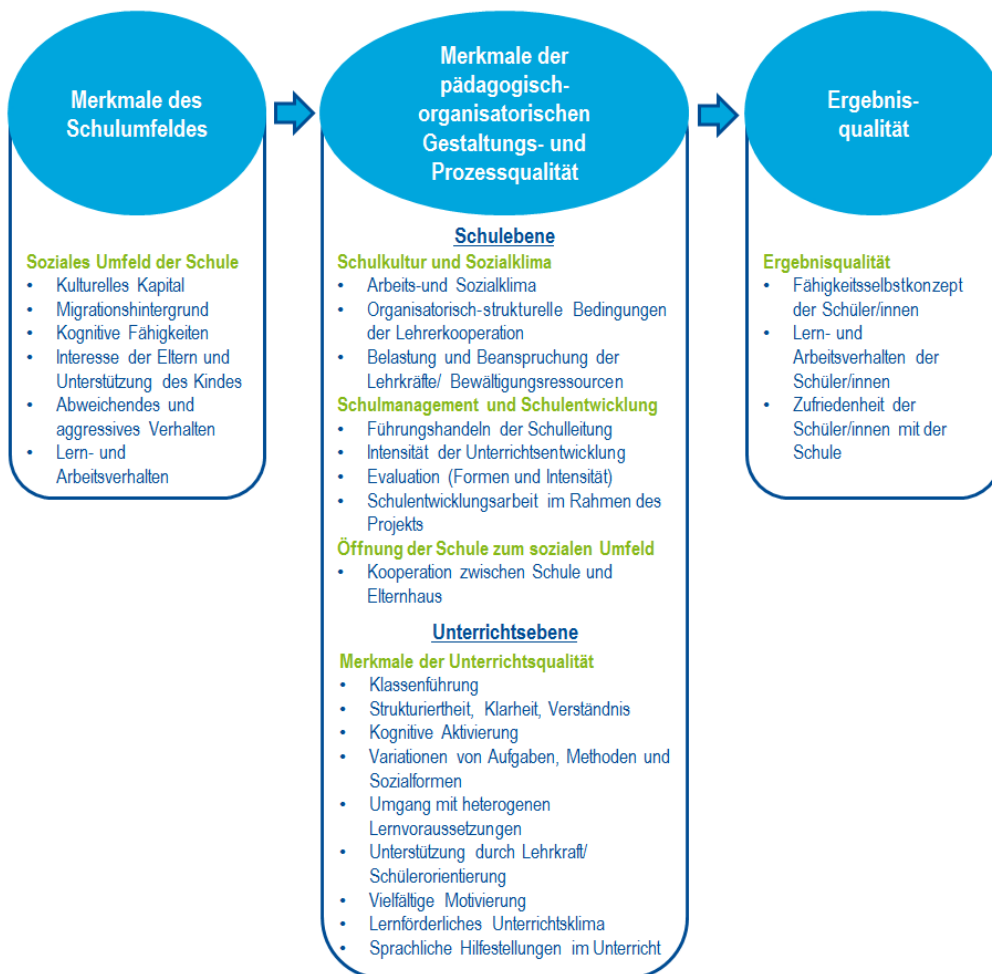 Merkmale des
Schulumfeldes
Soziales Umfeld der Schule
• Kulturelles Kapital
• Migrationshintergrund
• Kognitive Fähigkeiten
• Interesse der Eltern und
Unterstützung des Kindes
• Abweichendes und
aggressives Verhalten
• Lern- und
Arbeitsverhalten
Merkmale der
pädagogisch-
organisatorischen
Gestaltungs- und
Prozessqualität
Schulebene
Schulkultur und Sozialklima
• Arbeits-und Sozialklima
• Organisatorisch-strukturelle Bedingungen
der Lehrerkooperation
• Belastung und Beanspruchung der
Lehrkräfte/ Bewältigungsressourcen
Schulmanagement und Schulentwicklung
• Führungshandeln der Schulleitung
• Intensität der Unterrichtsentwicklung
• Evaluation (Formen und Intensität)
• Schulentwicklungsarbeit im Rahmen des
Projekts
Öffnung der Schule zum sozialen Umfeld
• Kooperation zwischen Schule und
Elternhaus
Unterrichtsebene
Merkmale der Unterrichtsqualität
• Klassenführung
• Strukturiertheit, Klarheit, Verständnis
• Kognitive Aktivierung
• Variationen von Aufgaben, Methoden und
Sozialformen
• Umgang mit heterogenen
Lernvoraussetzungen
• Unterstützung durch Lehrkraft/
Schülerorientierung
• Vielfältige Motivierung
• Lernförderliches Unterrichtsklima
• Sprachliche Hilfestellungen im Unterricht
Ergebnis-
qualität
Ergebnisqualität
• Fähigkeitsselbstkonzept
der Schüler/innen
• Lern- und
Arbeitsverhalten der
Schüler/innen
• Zufriedenheit der
Schüler/innen mit der
Schule